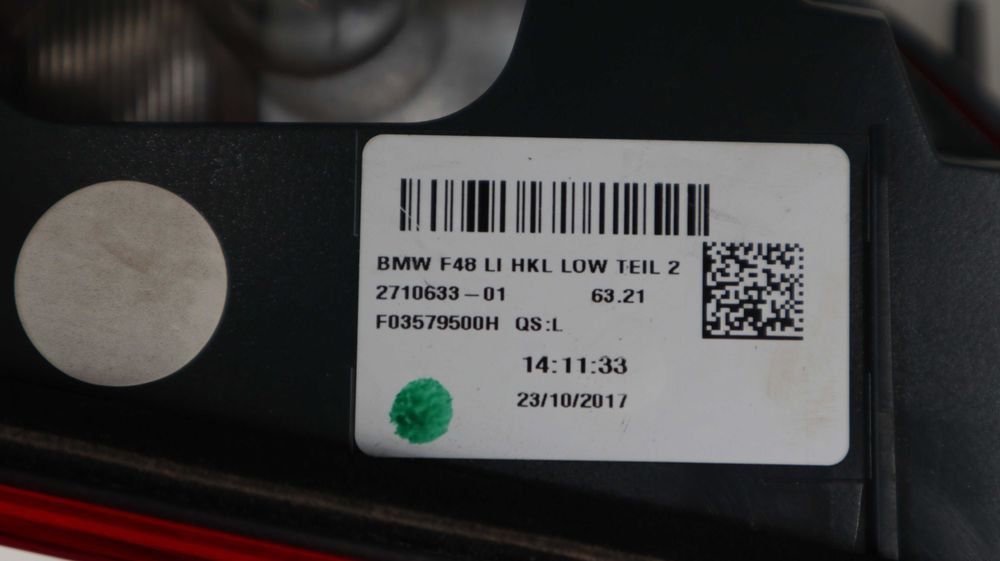 BMW F48 LI HKL LOW TEIL 2
2710633-01 63.21
F03579500H QS:L
14:11:33
23/10/2017